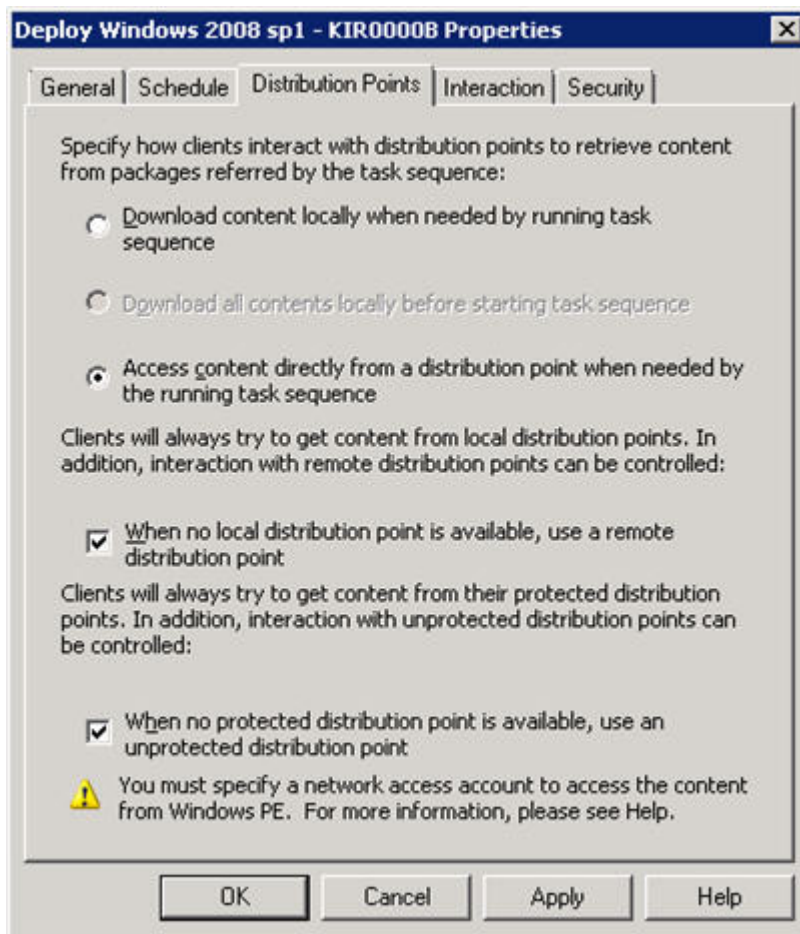 Deploy Windows 2008 sp1 - KIR0000B Properties
General
Schedule
Distribution Points
Interaction
Security
Specify how clients interact with distribution points to retrieve content
from packages referred by the task sequence:
Download content locally when needed by running task
sequence
Download all contents locally before starting task sequence
Access content directly from a distribution point when needed by
the running task sequence
Clients will always try to get content from local distribution points. In
addition, interaction with remote distribution points can be controlled:
When no local distribution point is available, use a remote
distribution point
Clients will always try to get content from their protected distribution
points. In addition, interaction with unprotected distribution points can
be controlled:
When no protected distribution point is available, use an
unprotected distribution point
You must specify a network access account to access the content
from Windows PE. For more information, please see Help.
OK
Cancel
Apply
Help